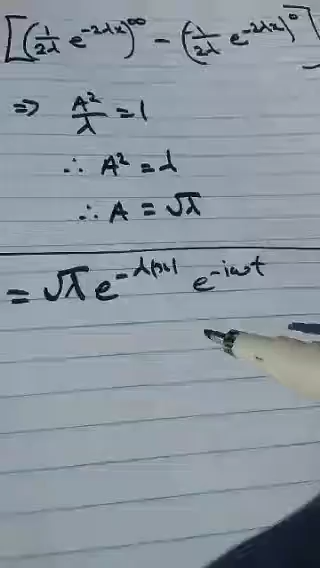 [(1/2λ e^-2λx)^∞ - (1/2λ e^-2λx)^0]
⇒ A²/λ = 1
∴ A² = λ
∴ A = √λ
= √λ e^-λ|x| e^-iωt